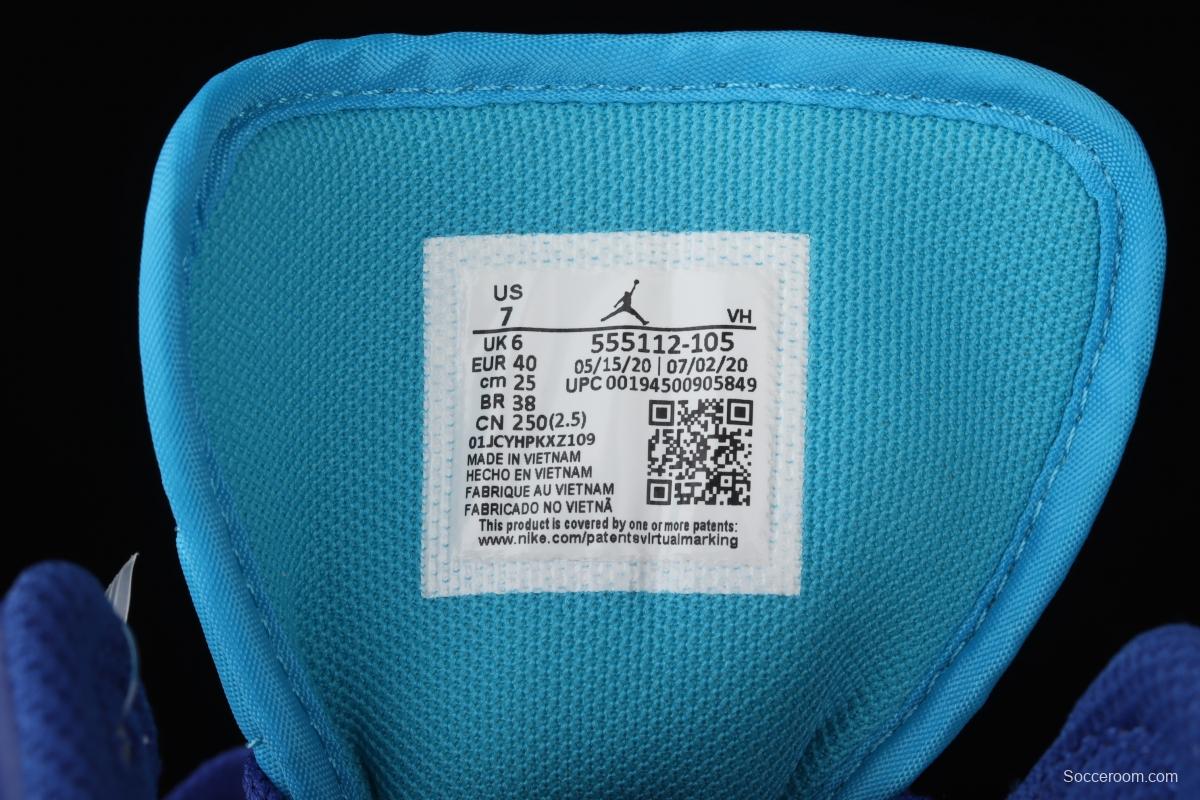 US
7
VH
UK 6
555112-105
EUR 40
05/15/20 | 07/02/20
cm 25
UPC 00194500905849
BR 38
CN 250(2.5)
01JCYHPKXZ109
MADE IN VIETNAM
HECHO EN VIETNAM
FABRIQUE AU VIETNAM
FABRICADO NO VIETNÃ
This product is covered by one or more patents:
www.nike.com/patentsvirtualmarking
Socceroom.com